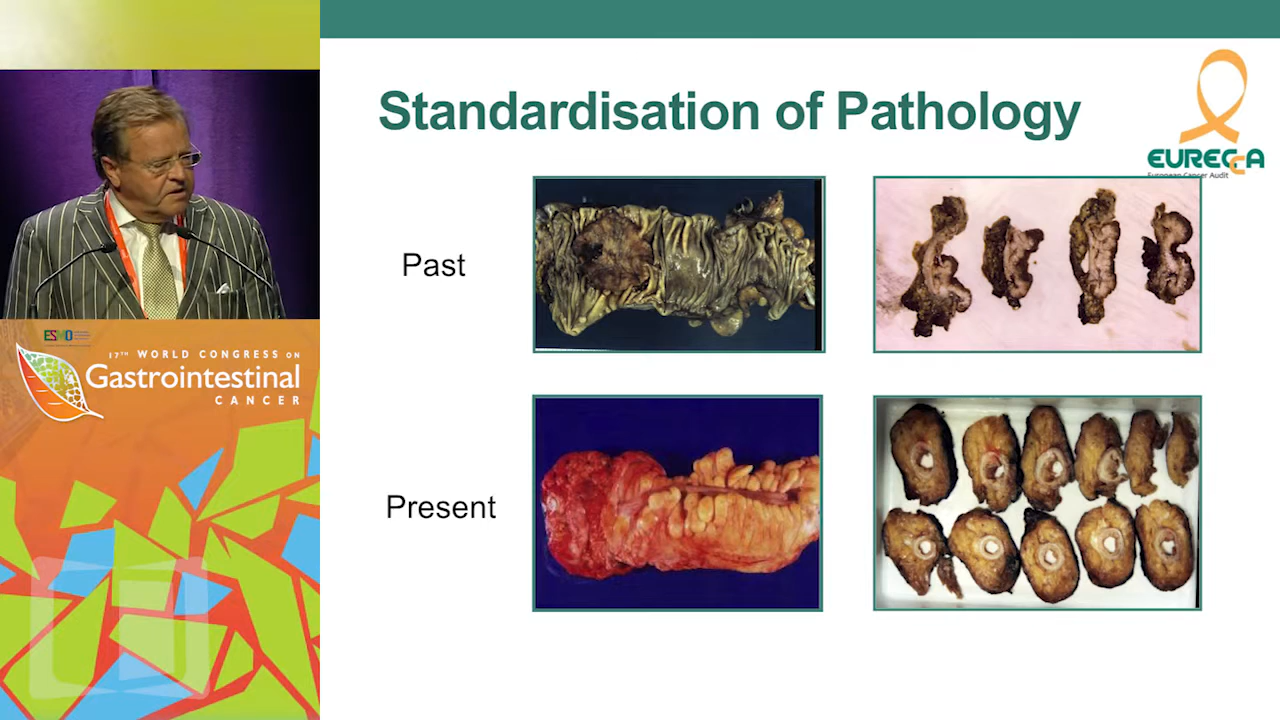 Standardisation of Pathology
EURECCA
European Cancer Audit
Past
Present
ESMO
17TH WORLD CONGRESS ON
Gastrointestinal
CANCER